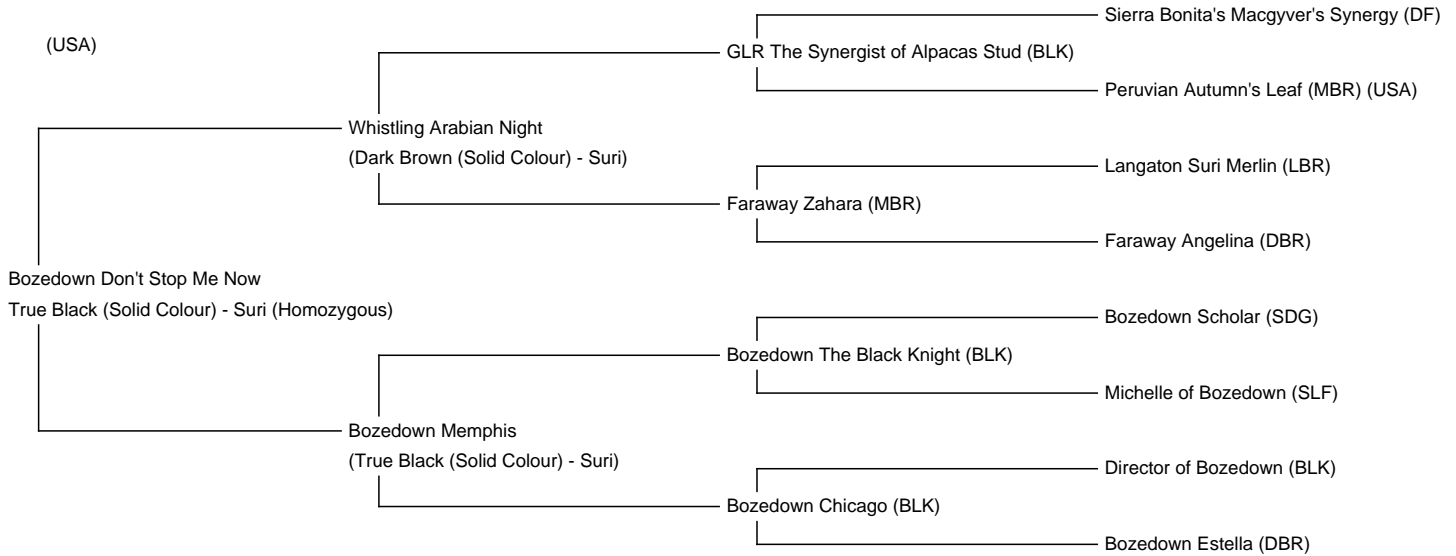 Sierra Bonita's Macgyver's Synergy (DF)
(USA)
GLR The Synergist of Alpacas Stud (BLK)
Peruvian Autumn's Leaf (MBR) (USA)
Whistling Arabian Night
(Dark Brown (Solid Colour) - Suri)
Langaton Suri Merlin (LBR)
Faraway Zahara (MBR)
Faraway Angelina (DBR)
Bozedown Don't Stop Me Now
True Black (Solid Colour) - Suri (Homozygous)
Bozedown Scholar (SDG)
Bozedown The Black Knight (BLK)
Michelle of Bozedown (SLF)
Bozedown Memphis
(True Black (Solid Colour) - Suri)
Director of Bozedown (BLK)
Bozedown Chicago (BLK)
Bozedown Estella (DBR)